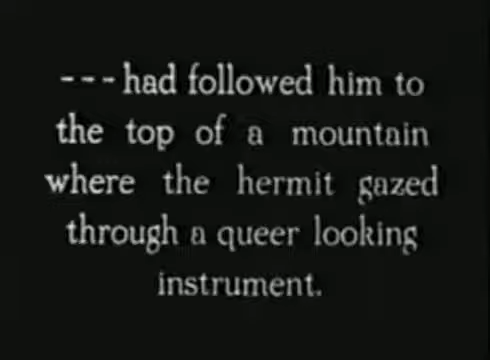 ---had followed him to
the top of a mountain
where the hermit gazed
through a queer looking
instrument.